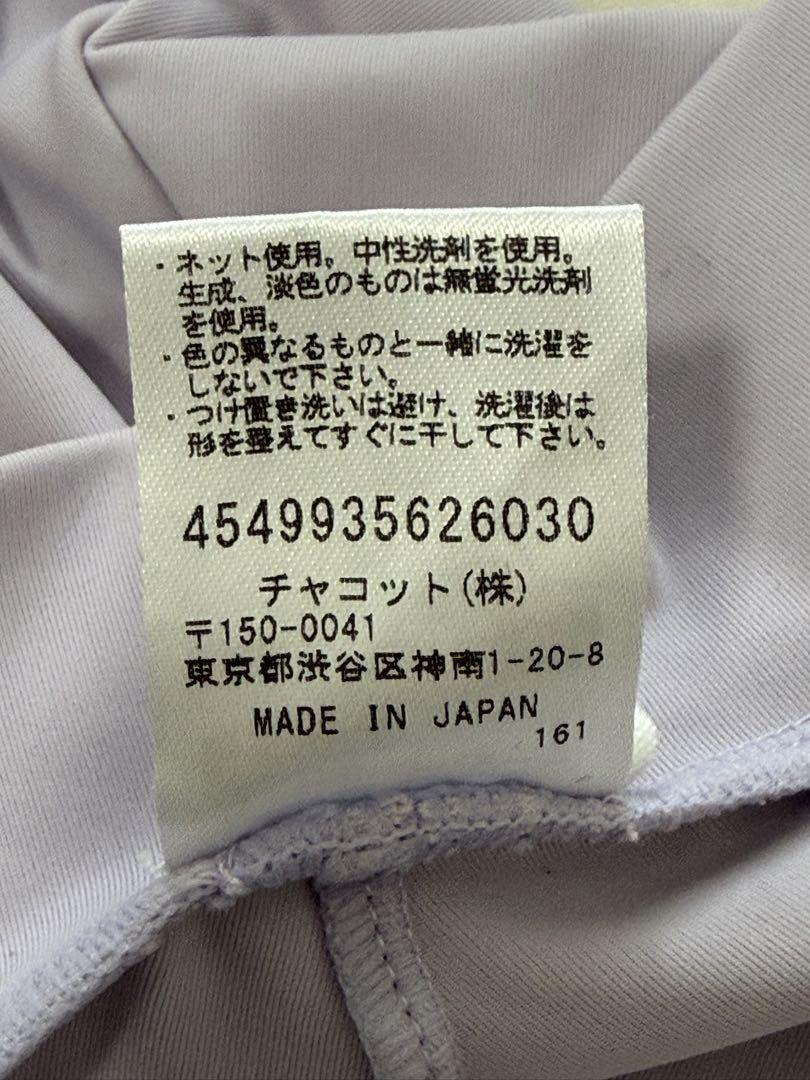 ・ネット使用。中性洗剤を使用。
生成、淡色のものは無蛍光洗剤
を使用。
・色の異なるものと一緒に洗濯を
しないで下さい。
・つけ置き洗いは避け、洗濯後は
形を整えてすぐに干して下さい。
4549935626030
チャコット(株)
〒150-0041
東京都渋谷区神南1-20-8
MADE IN JAPAN
161